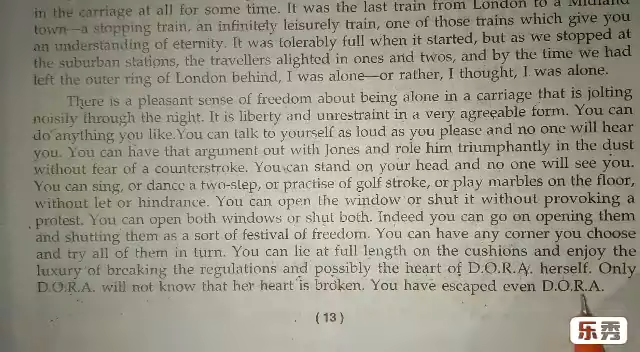 in the carriage at all for some time. It was the last train from London to a Midland
town—a stopping train, an infinitely leisurely train, one of those trains which give you
an understanding of eternity. It was tolerably full when it started, but as we stopped at
the suburban stations, the travellers alighted in ones and twos, and by the time we had
left the outer ring of London behind, I was alone—or rather, I thought, I was alone.
There is a pleasant sense of freedom about being alone in a carriage that is jolting
noisily through the night. It is liberty and unrestraint in a very agreeable form. You can
do anything you like.You can talk to yourself as loud as you please and no one will hear
you. You can have that argument out with Jones and role him triumphantly in the dust
without fear of a counterstroke. You can stand on your head and no one will see you.
You can sing, or dance a two-step, or practise of golf stroke, or play marbles on the floor,
without let or hindrance. You can open the window or shut it without provoking a
protest. You can open both windows or shut both. Indeed you can go on opening them
and shutting them as a sort of festival of freedom. You can have any corner you choose
and try all of them in turn. You can lie at full length on the cushions and enjoy the
luxury of breaking the regulations and possibly the heart of D.O.R.A. herself. Only
D.O.R.A. will not know that her heart is broken. You have escaped even D.O.R.A.
(13)
乐秀